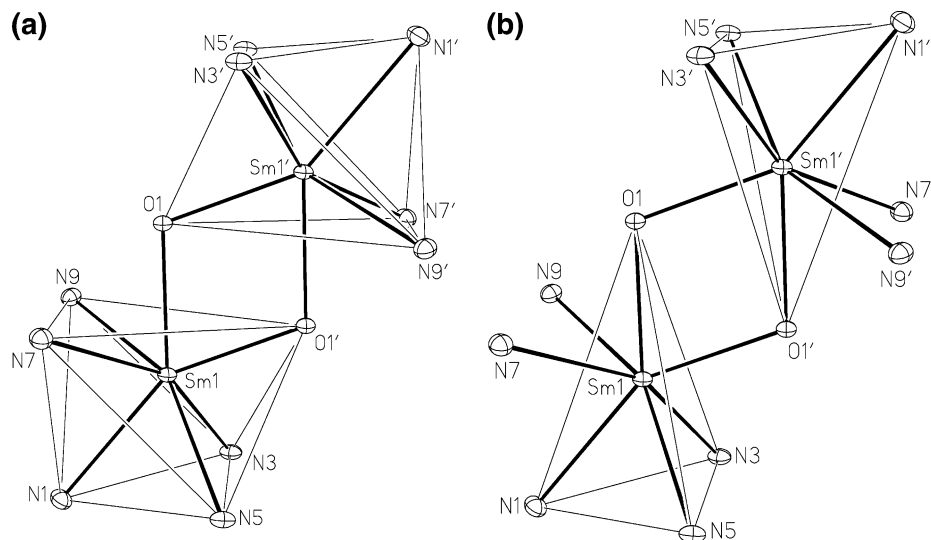 (a)
N5′
N1′
N3′
Sm1′
O1
N7′
N9′
N9
O1′
N7
Sm1
N3
N1
N5
(b)
N5′
N1′
N3′
Sm1′
O1
N7
N9
N9′
N7
O1′
Sm1
N3
N1
N5